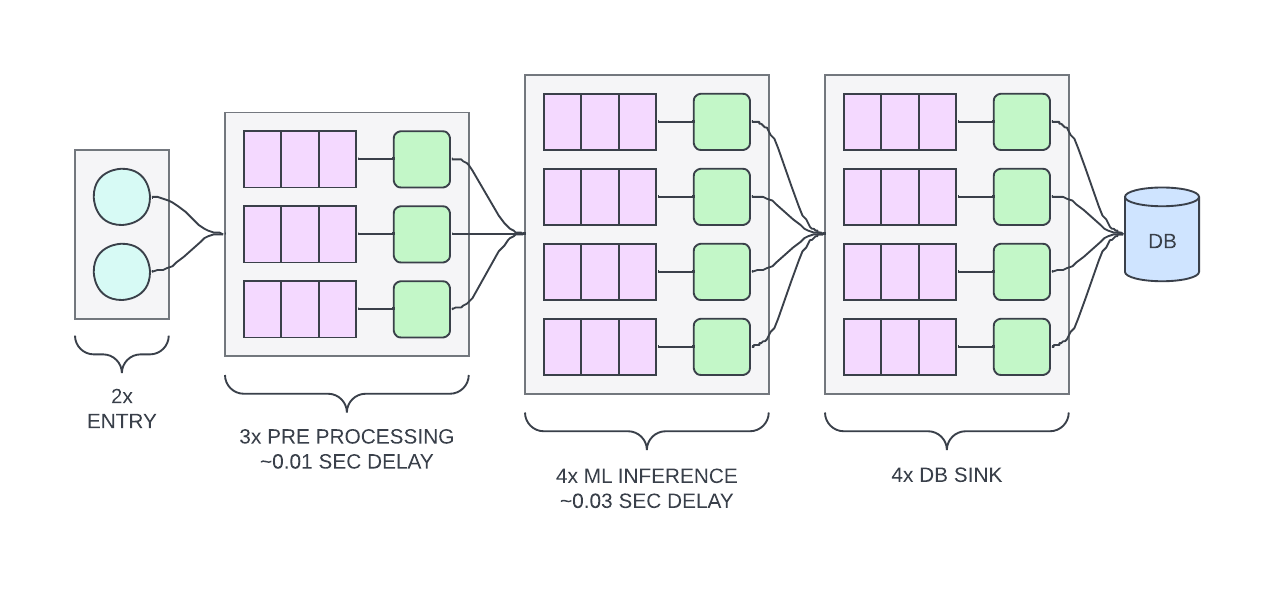 DB
2x
ENTRY
3x PRE PROCESSING
~0.01 SEC DELAY
4x ML INFERENCE
~0.03 SEC DELAY
4x DB SINK